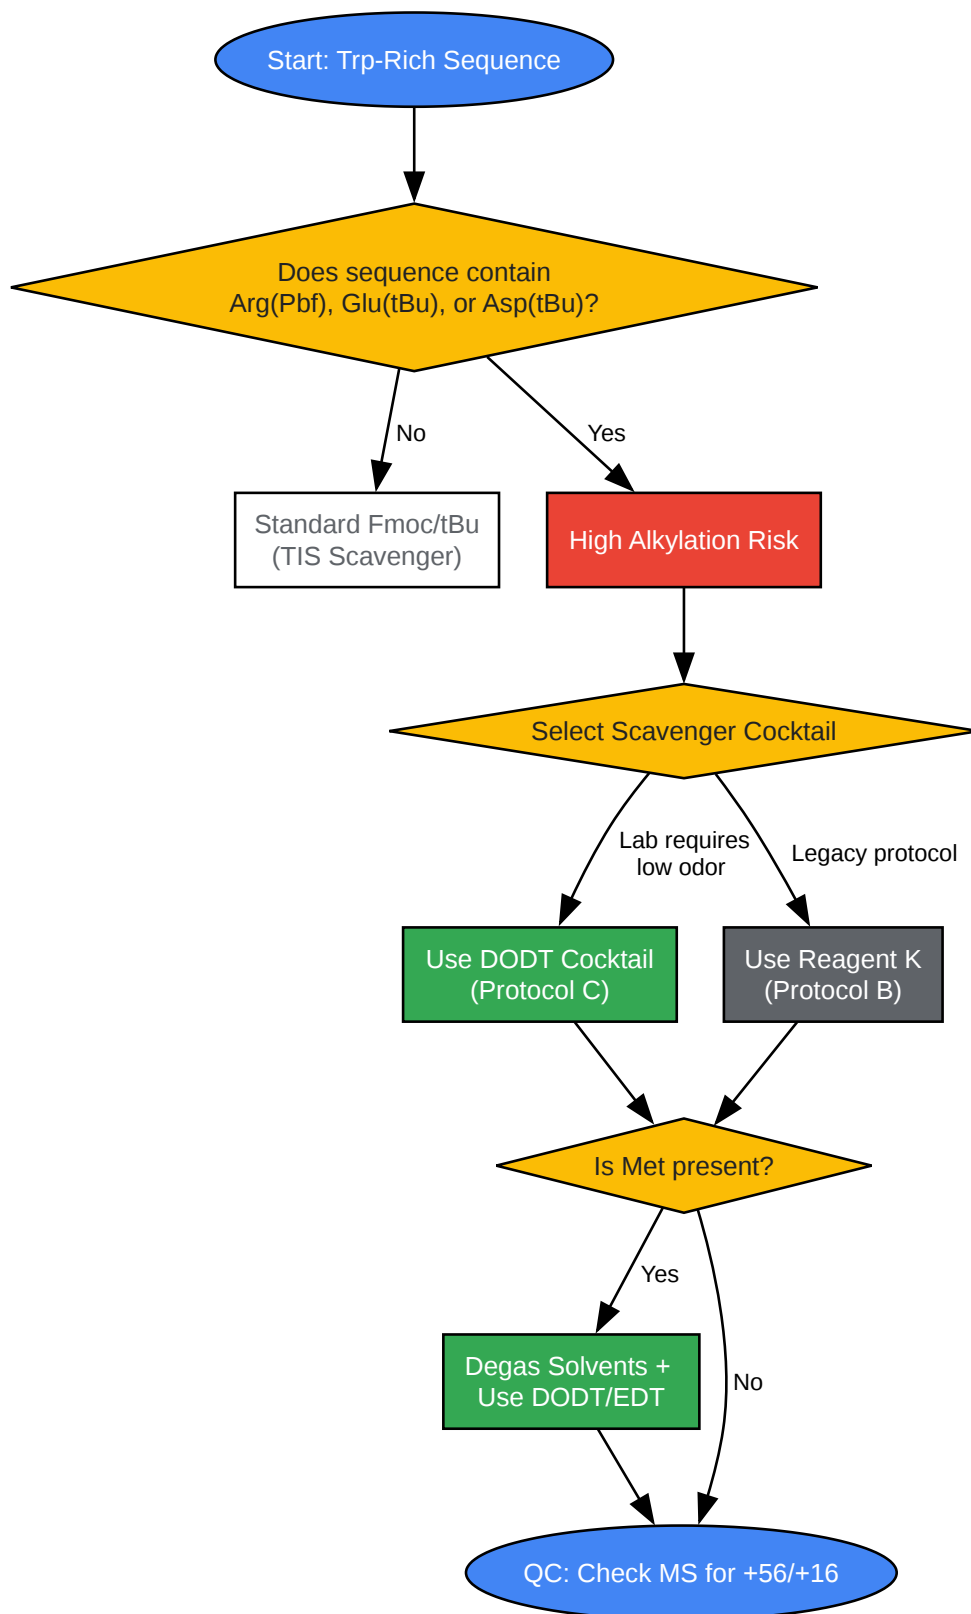 Start: Trp-Rich Sequence
Does sequence contain
Arg(Pbf), Glu(tBu), or Asp(tBu)?
No
Yes
Standard Fmoc/tBu
(TIS Scavenger)
High Alkylation Risk
Select Scavenger Cocktail
Lab requires
low odor
Legacy protocol
Use DODT Cocktail
(Protocol C)
Use Reagent K
(Protocol B)
Is Met present?
Yes
Degas Solvents +
Use DODT/EDT
No
QC: Check MS for +56/+16